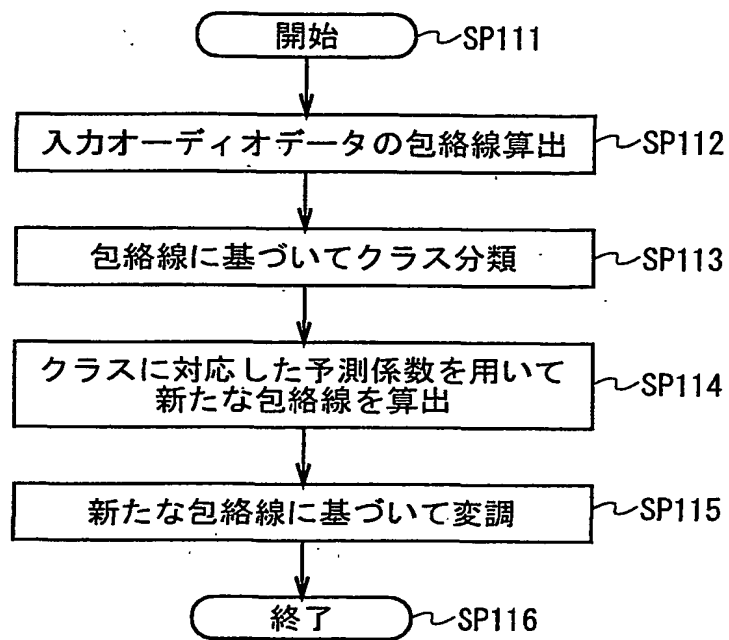 開始 SP111
入力オーディオデータの包絡線算出 SP112
包絡線に基づいてクラス分類 SP113
クラスに対応した予測係数を用いて
新たな包絡線を算出 SP114
新たな包絡線に基づいて変調 SP115
終了 SP116